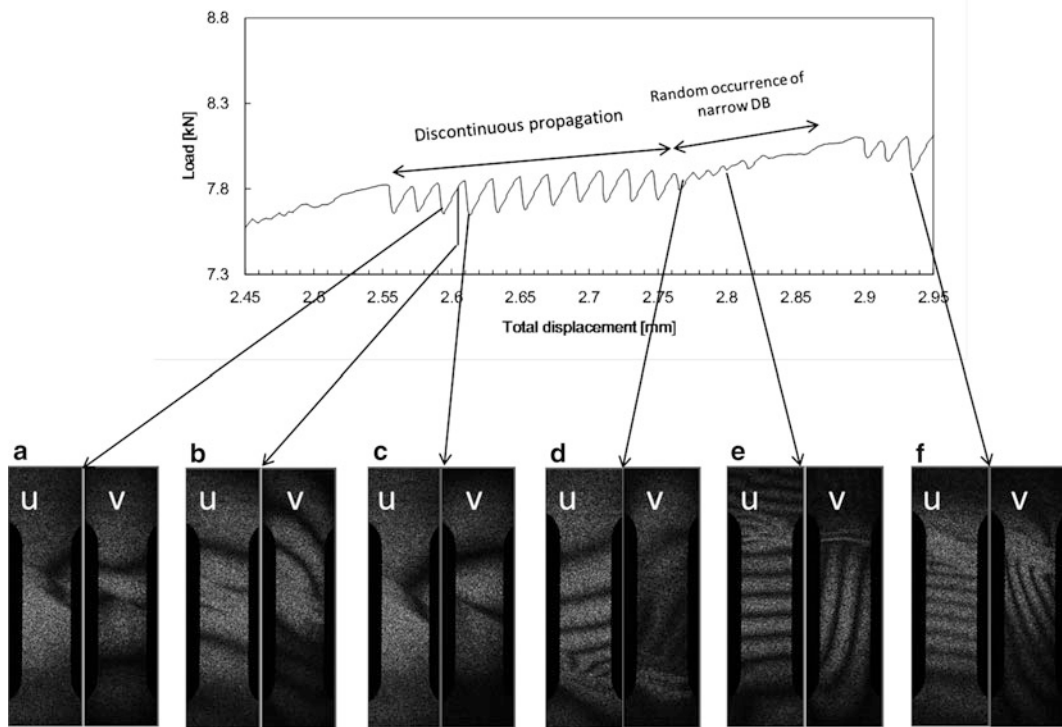 8.8
8.3
7.8
7.3
Load [kN]
Discontinuous propagation
Random occurrence of
narrow DB
2.45 2.5 2.55 2.6 2.65 2.7 2.75 2.8 2.85 2.9 2.95
Total displacement [mm]
a b c d e f
u v u v u v u v u v u v